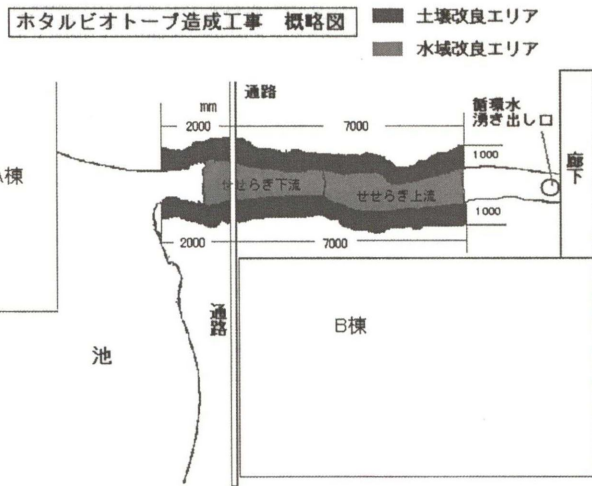 ホタルビオトープ造成工事 概略図
土壌改良エリア
水域改良エリア
通路
mm
2000
7000
循環水
湧き出し口
廊下
1000
せせらぎ下流
せせらぎ上流
1000
2000
7000
通路
B棟
池